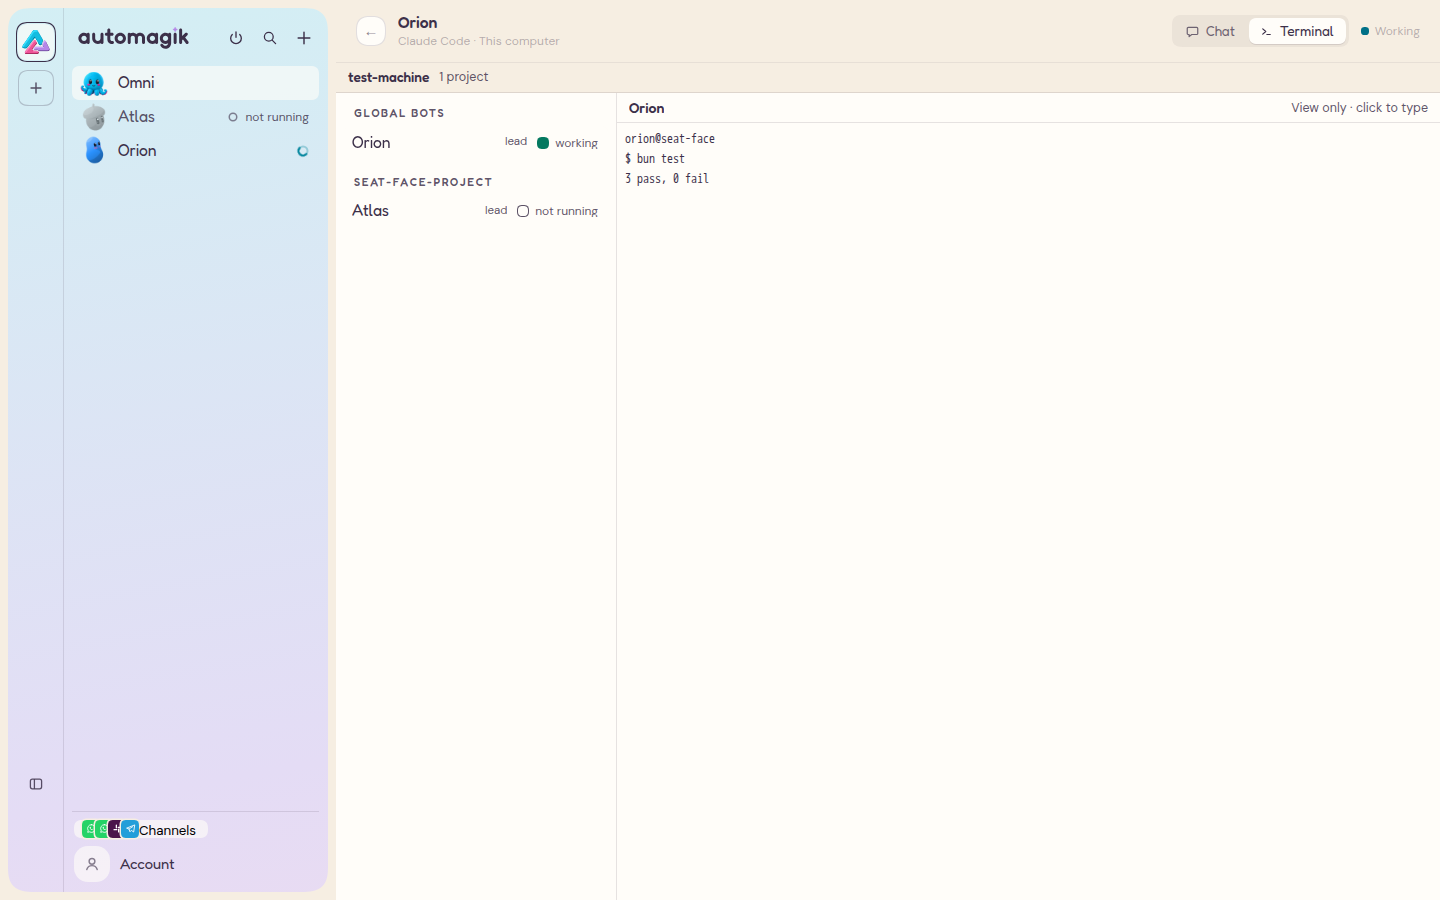 automagik
Omni
Atlas
not running
Orion
Channels
Account
Orion
Claude Code · This computer
Chat
Terminal
Working
test-machine 1 project
GLOBAL BOTS
Orion lead working
SEAT-FACE-PROJECT
Atlas lead not running
Orion
View only · click to type
orion@seat-face
$ bun test
3 pass, 0 fail